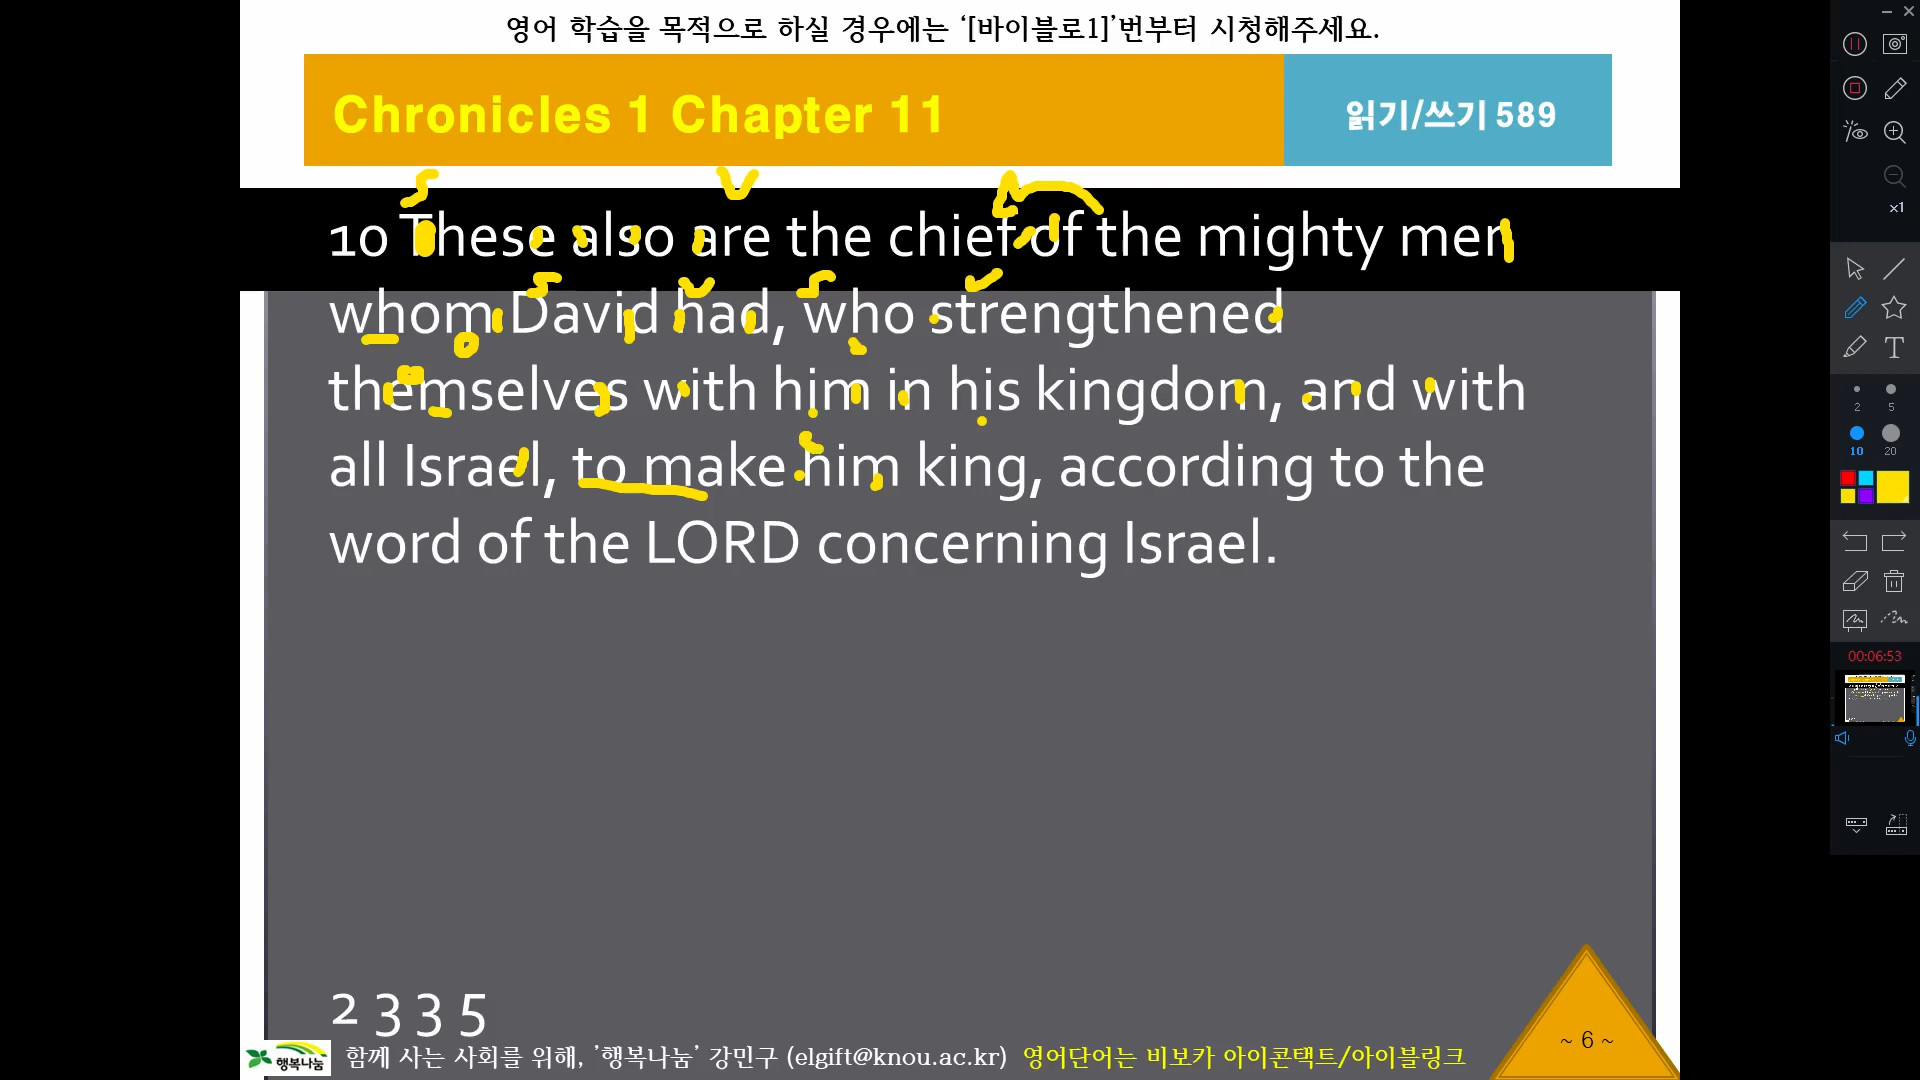 영어 학습을 목적으로 하실 경우에는 ‘[바이블로1]’번부터 시청해주세요.
Chronicles 1 Chapter 11
읽기/쓰기 589
10 These also are the chief of the mighty men
whom David had, who strengthened
themselves with him in his kingdom, and with
all Israel, to make him king, according to the
word of the LORD concerning Israel.
2 3 3 5
행복나눔 함께 사는 사회를 위해, ’행복나눔’ 강민구 (elgift@knou.ac.kr) 영어단어는 비보카 아이콘택트/아이블링크
~ 6 ~
x1
T
2 5
10 20
00:06:53